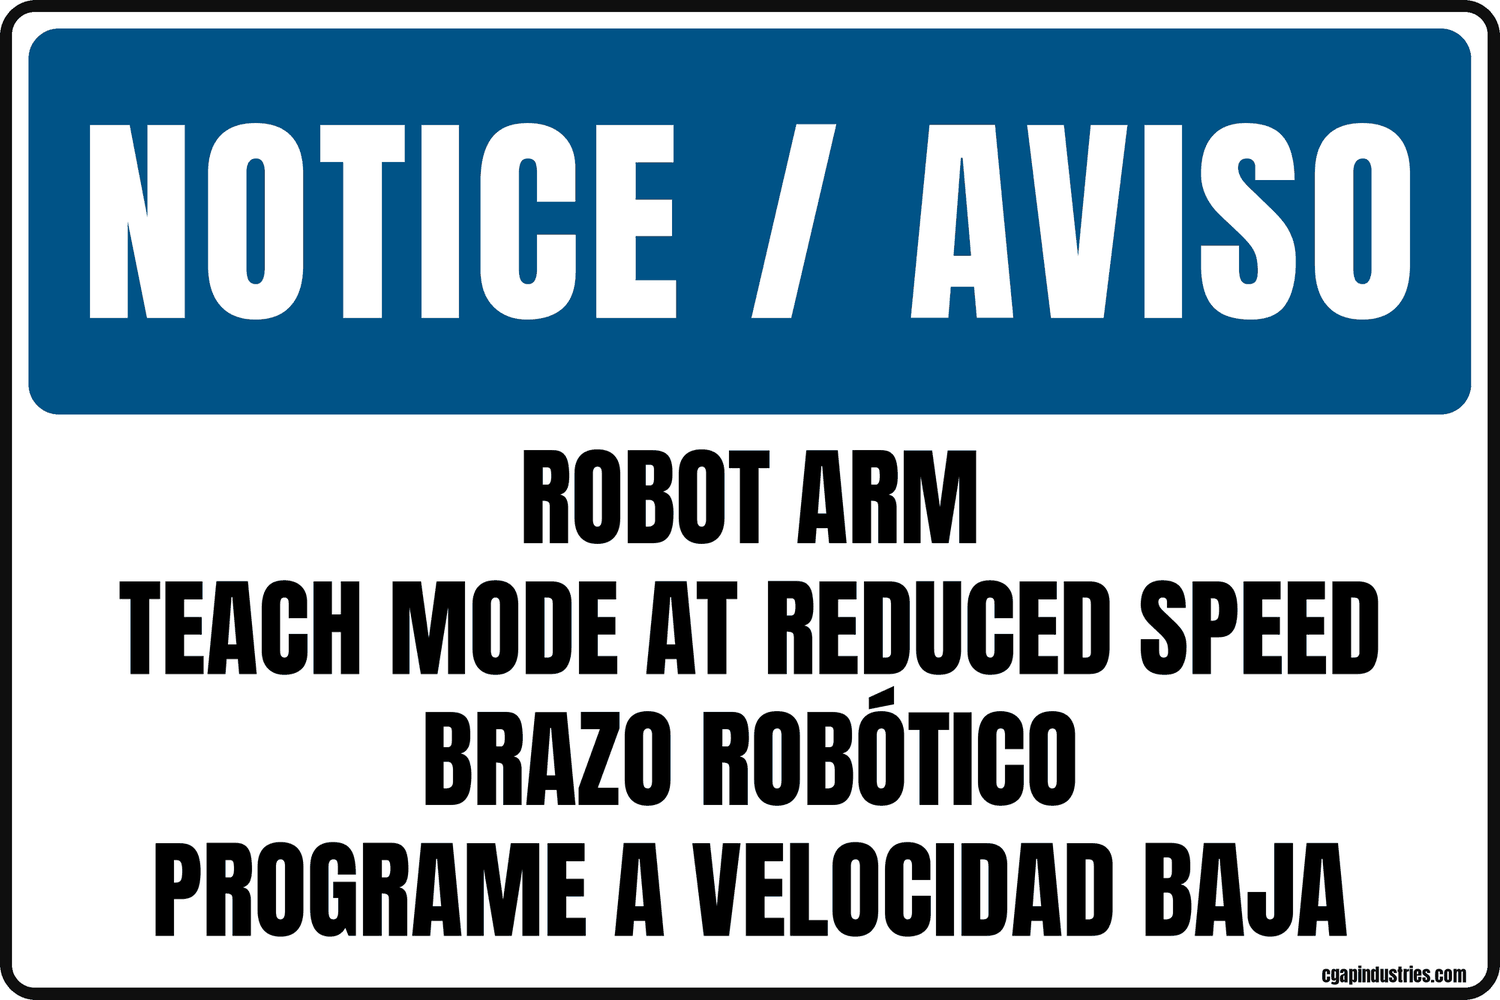 NOTICE / AVISO
ROBOT ARM
TEACH MODE AT REDUCED SPEED
BRAZO ROBÓTICO
PROGRAME A VELOCIDAD BAJA
cgapindustries.com